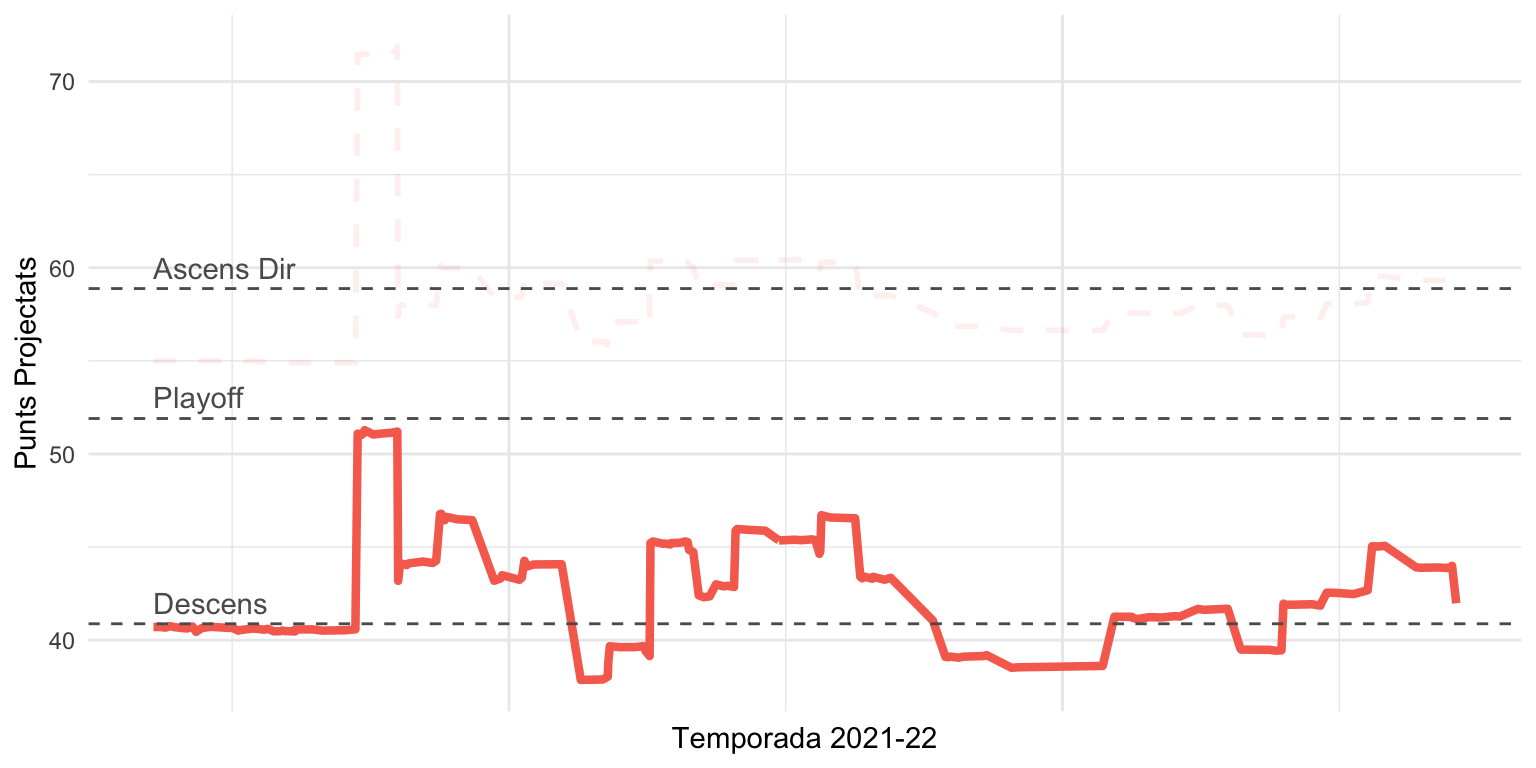 70
60
50
40
Punts Projectats
Ascens Dir
Playoff
Descens
Temporada 2021-22